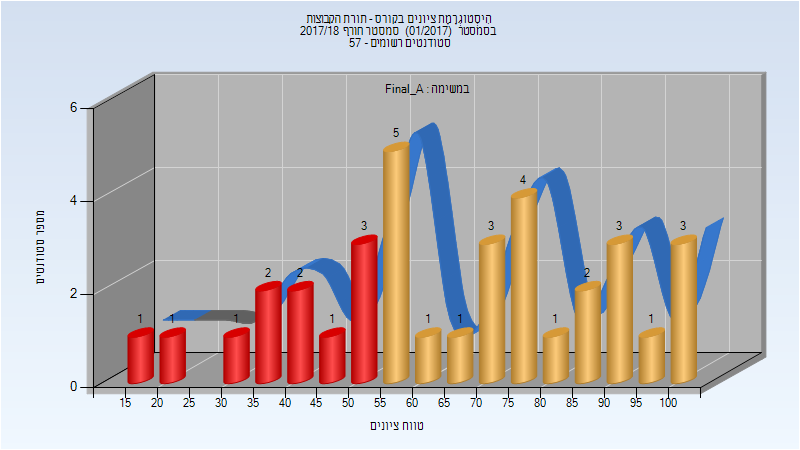 היסטוגרמת ציונים בקורס - תורת הקבוצות
בסמסטר (01/2017) סמסטר חורף 2017/18
סטודנטים רשומים - 57
במשימה : Final_A
מספר סטודנטים
6
4
2
0
1 1 1 2 2 1 3 5 1 1 3 4 1 2 3 1 3
15 20 25 30 35 40 45 50 55 60 65 70 75 80 85 90 95 100
טווח ציונים